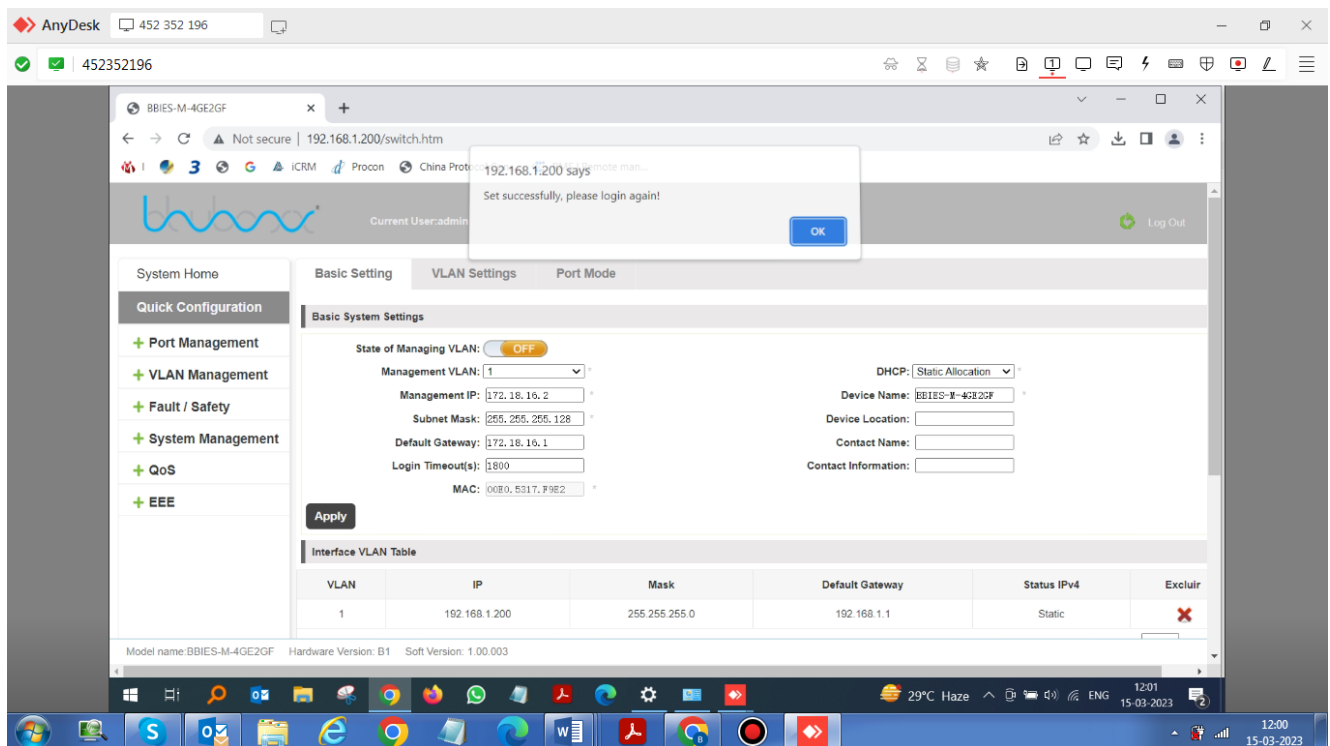 AnyDesk 452 352 196
452352196
BBIES-M-4GE2GF
Not secure | 192.168.1.200/switch.htm
iCRM Procon China Proto
192.168.1.200 says
Set successfully, please login again!
OK
Current User:admin
Log Out
System Home
Quick Configuration
+ Port Management
+ VLAN Management
+ Fault / Safety
+ System Management
+ QoS
+ EEE
Basic Setting VLAN Settings Port Mode
Basic System Settings
State of Managing VLAN: OFF
Management VLAN: 1 * DHCP: Static Allocation *
Management IP: 172.18.16.2 * Device Name: BBIES-M-4GE2GF *
Subnet Mask: 255.255.255.128 * Device Location:
Default Gateway: 172.18.16.1 Contact Name:
Login Timeout(s): 1800 Contact Information:
MAC: 00E0.5317.F9E2 *
Apply
Interface VLAN Table
VLAN IP Mask Default Gateway Status IPv4 Excluir
1 192.168.1.200 255.255.255.0 192.168.1.1 Static
Model name:BBIES-M-4GE2GF Hardware Version: B1 Soft Version: 1.00.003
29°C Haze ENG 12:01
15-03-2023
12:00
15-03-2023